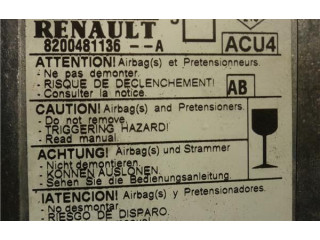 RENAULT
8200481136 -- A
ACU4
ATTENTION! Airbag(s) et Pretensionneurs.
- Ne pas demonter.
- RISQUE DE DECLENCHEMENT!
- Consulter la notice.
AB
CAUTION! Airbag(s) and Pretensioners.
- Do not remove.
- TRIGGERING HAZARD!
- Read manual.
ACHTUNG! Airbag(s) und Strammer
- Nicht demontieren.
- KÖNNEN AUSLÖNEN.
- Sehen Sie die Bedienungsanleitung.
!ATENCION! Airbag(s) y Pretensionadores.
- No desmontar
- RIESGO DE DISPARO.